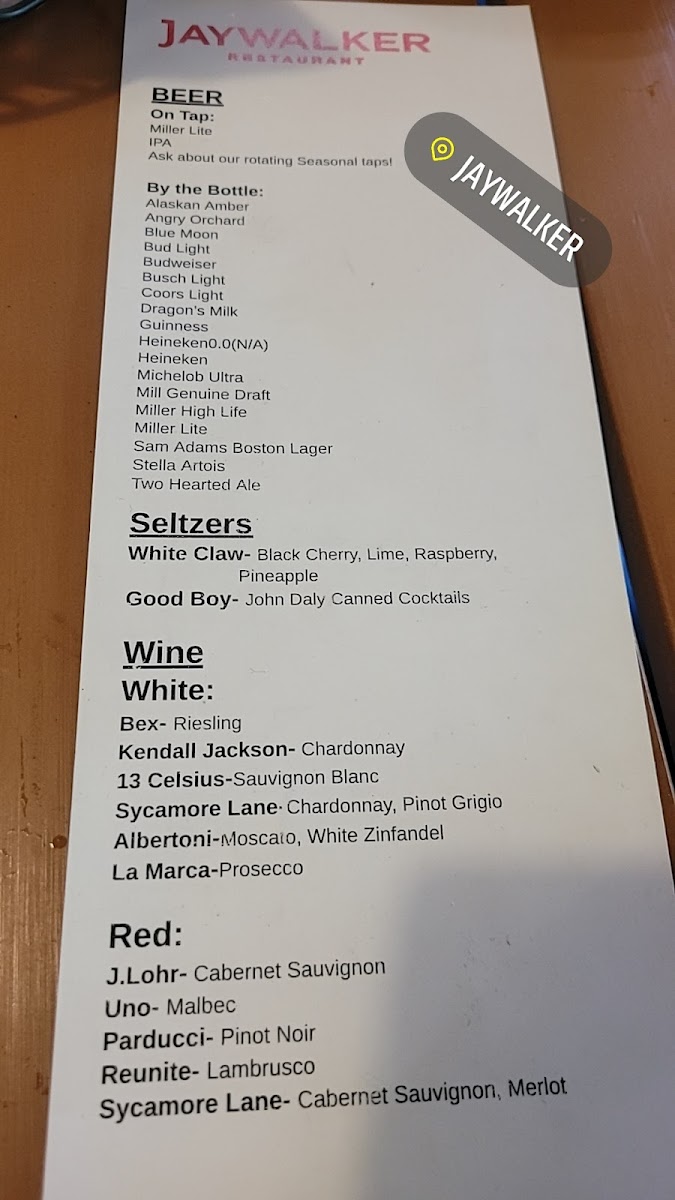 JAYWALKER
RESTAURANT
BEER
On Tap:
Miller Lite
IPA
Ask about our rotating Seasonal taps!
JAYWALKER
By the Bottle:
Alaskan Amber
Angry Orchard
Blue Moon
Bud Light
Budweiser
Busch Light
Coors Light
Dragon's Milk
Guinness
Heineken0.0(N/A)
Heineken
Michelob Ultra
Mill Genuine Draft
Miller High Life
Miller Lite
Sam Adams Boston Lager
Stella Artois
Two Hearted Ale
Seltzers
White Claw- Black Cherry, Lime, Raspberry,
Pineapple
Good Boy- John Daly Canned Cocktails
Wine
White:
Bex- Riesling
Kendall Jackson- Chardonnay
13 Celsius-Sauvignon Blanc
Sycamore Lane- Chardonnay, Pinot Grigio
Albertoni-Moscato, White Zinfandel
La Marca-Prosecco
Red:
J.Lohr- Cabernet Sauvignon
Uno- Malbec
Parducci- Pinot Noir
Reunite- Lambrusco
Sycamore Lane- Cabernet Sauvignon, Merlot